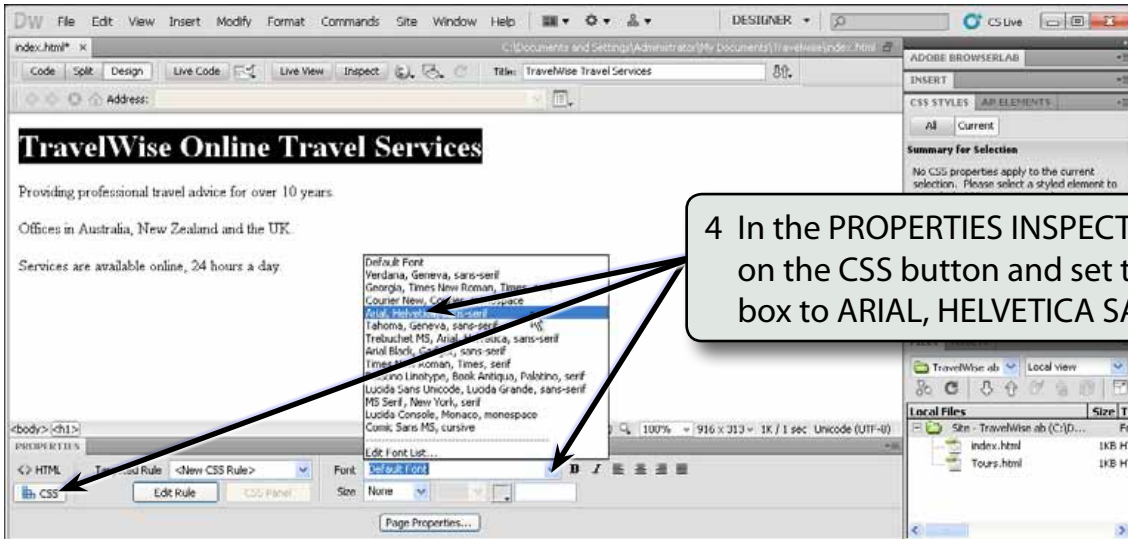 DW File Edit View Insert Modify Format Commands Site Window Help DESIGNER CS Live
index.html* × C:\Documents and Settings\Administrator\My Documents\Travelwise\index.html
Code Split Design Live Code Live View Inspect Title: TravelWise Travel Services
Address:
ADOBE BROWSERLAB
INSERT
CSS STYLES AP ELEMENTS
All Current
Summary for Selection
No CSS properties apply to the current
selection. Please select a styled element to
TravelWise Online Travel Services
Providing professional travel advice for over 10 years.
Offices in Australia, New Zealand and the UK.
Services are available online, 24 hours a day.
4 In the PROPERTIES INSPECT
on the CSS button and set t
box to ARIAL, HELVETICA SA
Default Font
Verdana, Geneva, sans-serif
Georgia, Times New Roman, Times, serif
Courier New, Courier, monospace
Arial, Helvetica, sans-serif
Tahoma, Geneva, sans-serif
Trebuchet MS, Arial, Helvetica, sans-serif
Arial Black, Gadget, sans-serif
Times New Roman, Times, serif
Palatino Linotype, Book Antiqua, Palatino, serif
Lucida Sans Unicode, Lucida Grande, sans-serif
MS Serif, New York, serif
Lucida Console, Monaco, monospace
Comic Sans MS, cursive
Edit Font List...
TravelWise ab Local view
Local Files Size T
Site - TravelWise ab (C:\D... F
index.html 1KB H
Tours.html 1KB H
<body> <h1> 100% 916 x 313 1K / 1 sec Unicode (UTF-8)
PROPERTIES
<> HTML Targeted Rule <New CSS Rule> Font Default Font B I
CSS Edit Rule CSS Panel Size None
Page Properties...